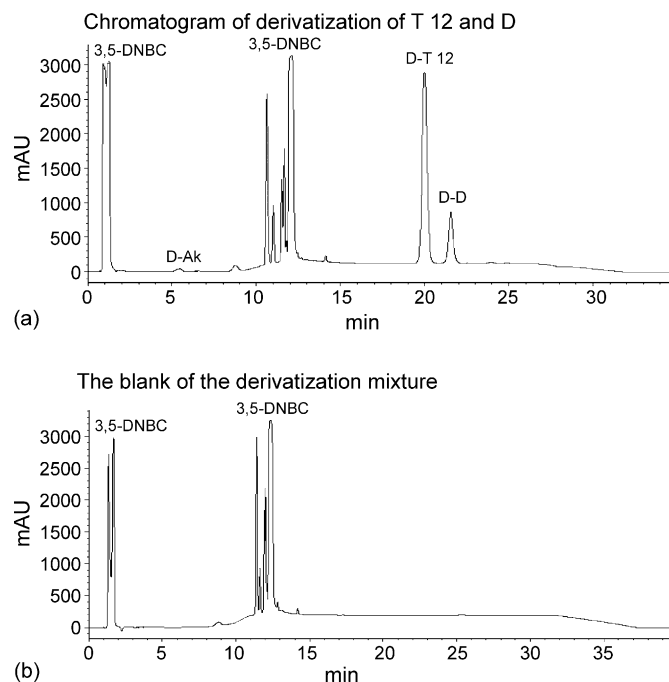 Chromatogram of derivatization of T 12 and D
3,5-DNBC
3,5-DNBC
D-T 12
D-D
D-Ak
mAU
3000
2500
2000
1500
1000
500
0
0 5 10 15 20 25 30
min
(a)
The blank of the derivatization mixture
3,5-DNBC
3,5-DNBC
mAU
3000
2500
2000
1500
1000
500
0
0 5 10 15 20 25 30 35
min
(b)